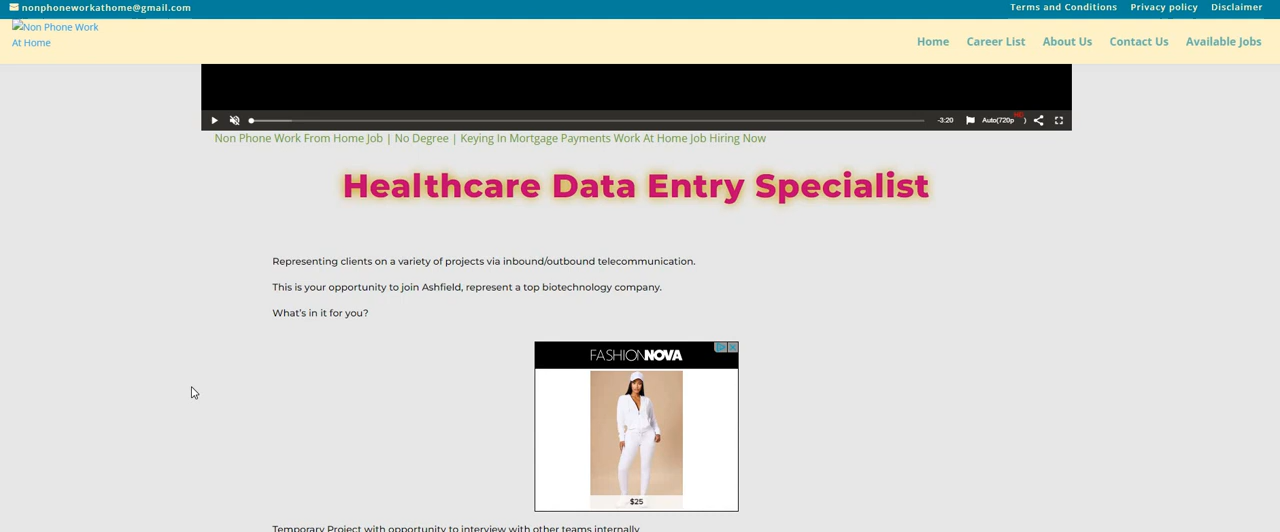 nonphoneworkathome@gmail.com
Terms and Conditions Privacy policy Disclaimer
Non Phone Work
At Home
Home Career List About Us Contact Us Available Jobs
-3:20 Auto(720p HD )
Non Phone Work From Home Job | No Degree | Keying In Mortgage Payments Work At Home Job Hiring Now
Healthcare Data Entry Specialist
Representing clients on a variety of projects via inbound/outbound telecommunication.
This is your opportunity to join Ashfield, represent a top biotechnology company.
What's in it for you?
FASHIONNOVA
$25
Temporary Project with opportunity to interview with other teams internally